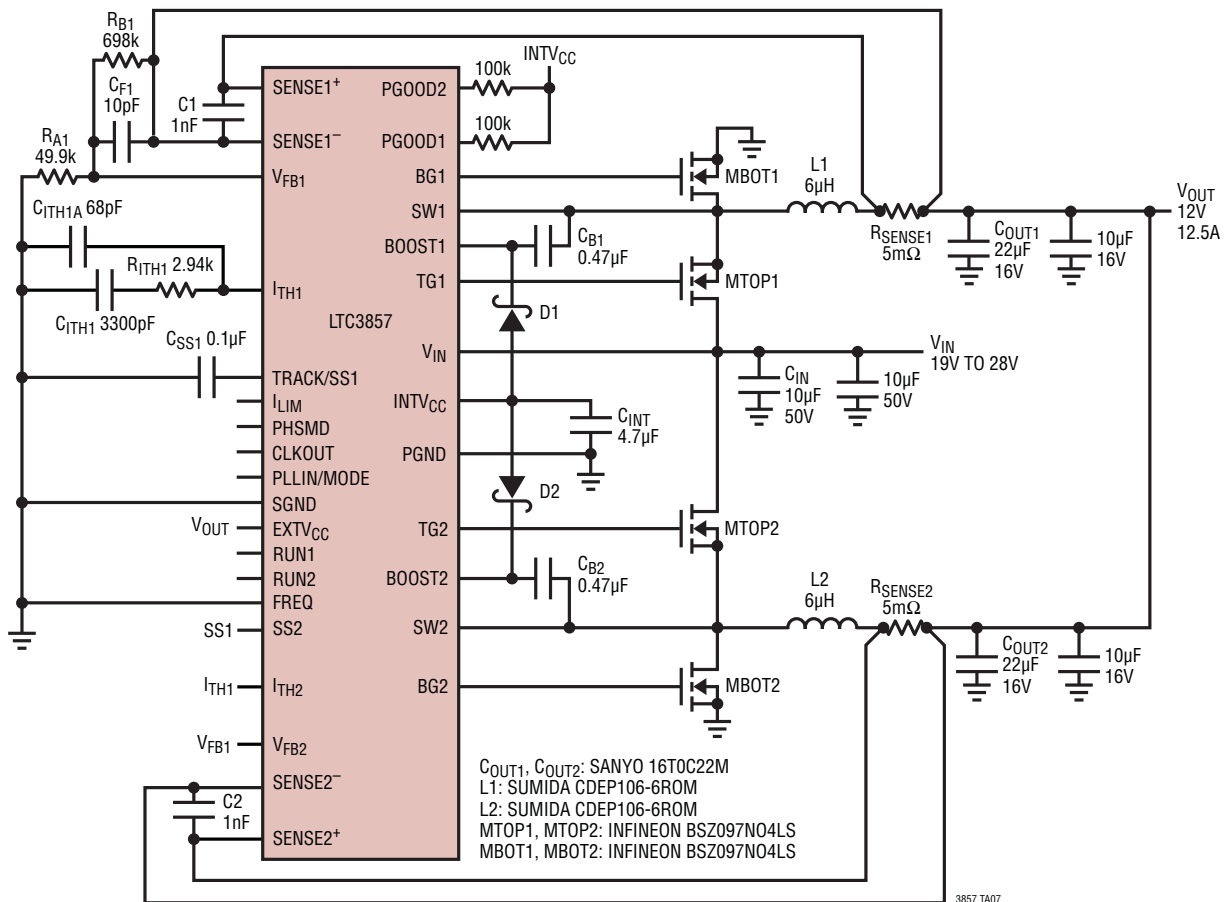 RB1
698k
CF1
10pF
RA1
49.9k
C1
1nF
CITH1A 68pF
RITH1 2.94k
CITH1 3300pF
CSS1 0.1µF
VOUT
SS1
ITH1
VFB1
C2
1nF
SENSE1+
SENSE1–
VFB1
ITH1
LTC3857
TRACK/SS1
ILIM
PHSMD
CLKOUT
PLLIN/MODE
SGND
EXTVCC
RUN1
RUN2
FREQ
SS2
ITH2
VFB2
SENSE2–
SENSE2+
PGOOD2
PGOOD1
BG1
SW1
BOOST1
TG1
VIN
INTVCC
PGND
TG2
BOOST2
SW2
BG2
INTVCC
100k
100k
MBOT1
L1
6µH
CB1
0.47µF
MTOP1
D1
RSENSE1
5mΩ
COUT1
22µF
16V
10µF
16V
VOUT
12V
12.5A
VIN
19V TO 28V
CIN
10µF
50V
10µF
50V
CINT
4.7µF
D2
MTOP2
CB2
0.47µF
L2
6µH
RSENSE2
5mΩ
COUT2
22µF
16V
10µF
16V
MBOT2
COUT1, COUT2: SANYO 16T0C22M
L1: SUMIDA CDEP106-6ROM
L2: SUMIDA CDEP106-6ROM
MTOP1, MTOP2: INFINEON BSZ097NO4LS
MBOT1, MBOT2: INFINEON BSZ097NO4LS
3857 TA07